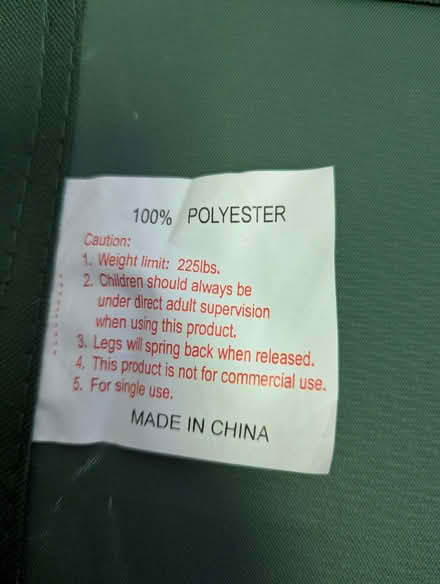 100% POLYESTER
Caution:
1. Weight limit: 225lbs.
2. Children should always be
under direct adult supervision
when using this product.
3. Legs will spring back when released.
4. This product is not for commercial use.
5. For single use.
MADE IN CHINA